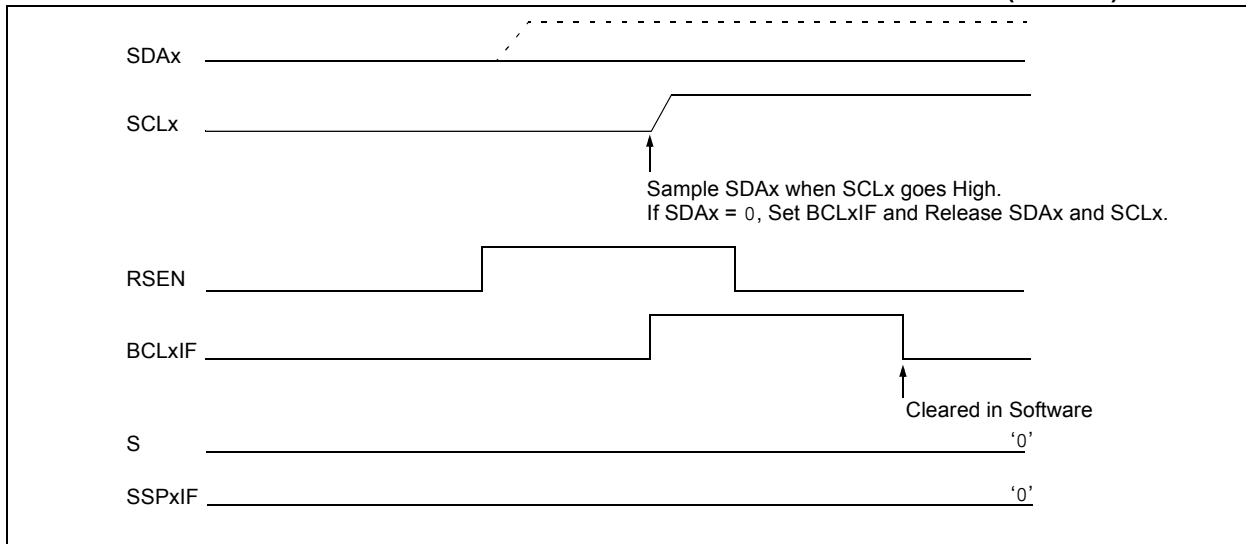 SDAx
SCLx
Sample SDAx when SCLx goes High.
If SDAx = 0, Set BCLxIF and Release SDAx and SCLx.
RSEN
BCLxIF
Cleared in Software
S ‘0’
SSPxIF ‘0’